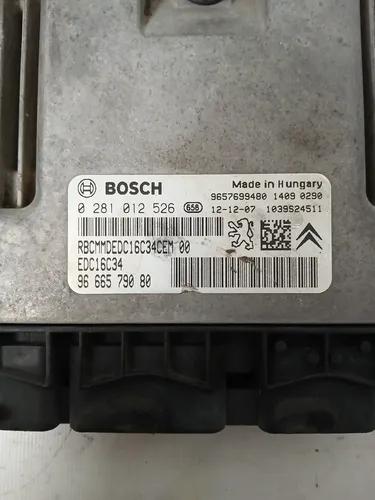 BOSCH
Made in Hungary
9657699480 1409 0290
0 281 012 526 658 12-12-07 1039S24511
RBCMMDEDC16C34CEM 00
EDC16C34
96 665 790 80